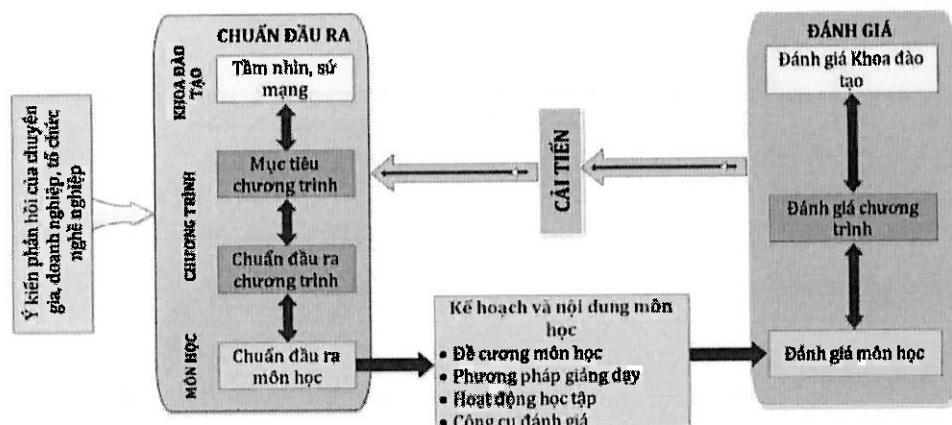 Ý kiến phản hồi của chuyên
gia, doanh nghiệp, tổ chức
nghề nghiệp
CHUẨN ĐẦU RA
KHOA ĐÀO
TẠO
Tầm nhìn, sứ
mạng
CHƯƠNG TRÌNH
Mục tiêu
chương trình
Chuẩn đầu ra
chương trình
MÔN HỌC
Chuẩn đầu ra
môn học
CẢI TIẾN
Kế hoạch và nội dung môn
học
• Đề cương môn học
• Phương pháp giảng dạy
• Hoạt động học tập
• Công cụ đánh giá
ĐÁNH GIÁ
Đánh giá Khoa đào
tạo
Đánh giá chương
trình
Đánh giá môn học